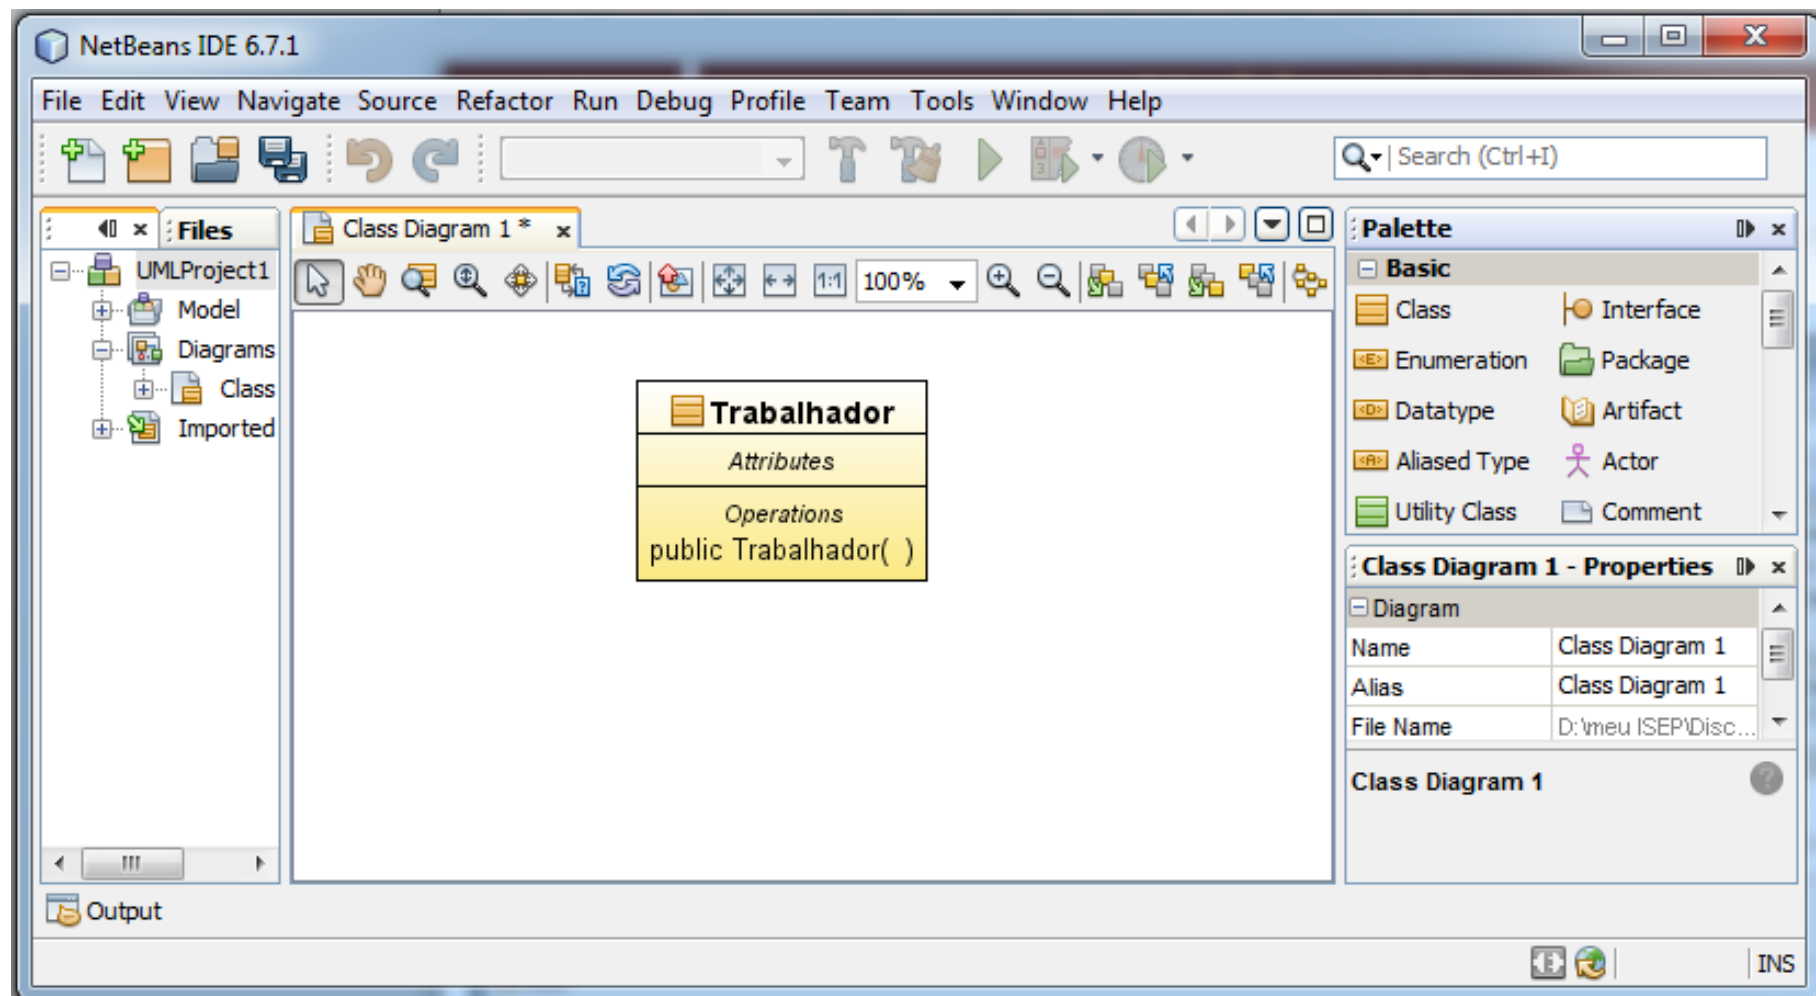 NetBeans IDE 6.7.1
File Edit View Navigate Source Refactor Run Debug Profile Team Tools Window Help
Search (Ctrl+I)
Files
UMLProject1
Model
Diagrams
Class
Imported
Class Diagram 1 *
1:1
100%
Trabalhador
Attributes
Operations
public Trabalhador( )
Palette
Basic
Class Interface
<E> Enumeration Package
<D> Datatype Artifact
<A> Aliased Type Actor
Utility Class Comment
Class Diagram 1 - Properties
Diagram
Name Class Diagram 1
Alias Class Diagram 1
File Name D:\meu ISEP\Disc...
Class Diagram 1
Output
INS